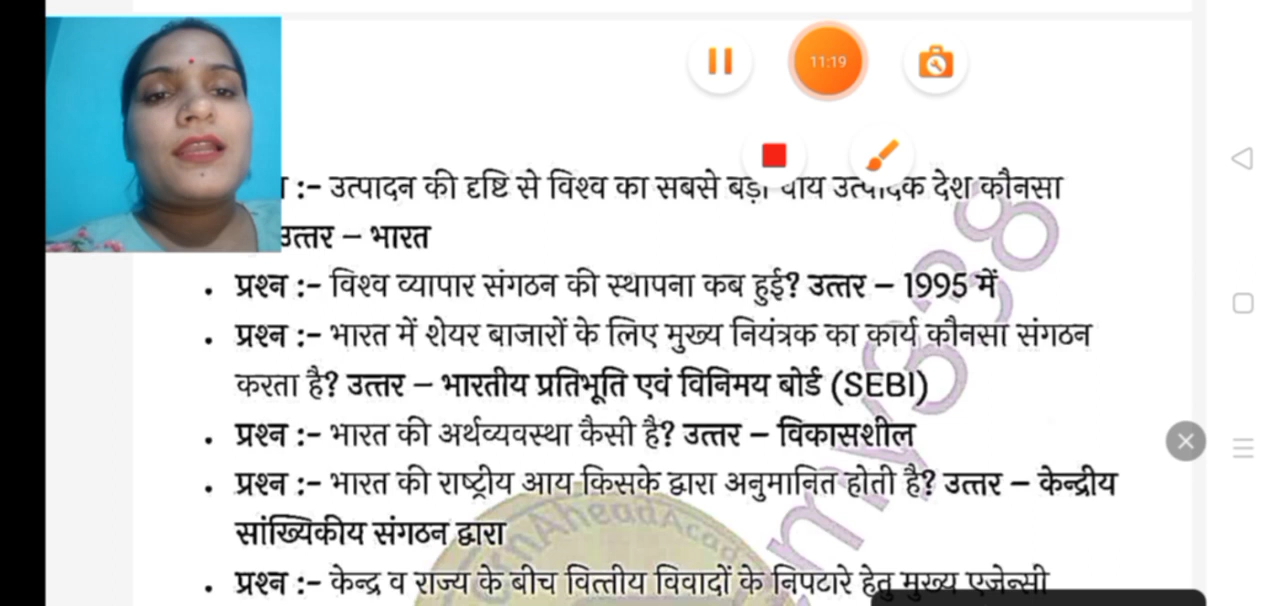 11:19
:- उत्पादन की दृष्टि से विश्व का सबसे बड़ा चाय उत्पादक देश कौनसा
उत्तर – भारत
• प्रश्न :- विश्व व्यापार संगठन की स्थापना कब हुई? उत्तर – 1995 में
• प्रश्न :- भारत में शेयर बाजारों के लिए मुख्य नियंत्रक का कार्य कौनसा संगठन
करता है? उत्तर – भारतीय प्रतिभूति एवं विनिमय बोर्ड (SEBI)
• प्रश्न :- भारत की अर्थव्यवस्था कैसी है? उत्तर – विकासशील
• प्रश्न :- भारत की राष्ट्रीय आय किसके द्वारा अनुमानित होती है? उत्तर – केन्द्रीय
सांख्यिकीय संगठन द्वारा
• प्रश्न :- केन्द्र व राज्य के बीच वित्तीय विवादों के निपटारे हेतु मुख्य एजेन्सी